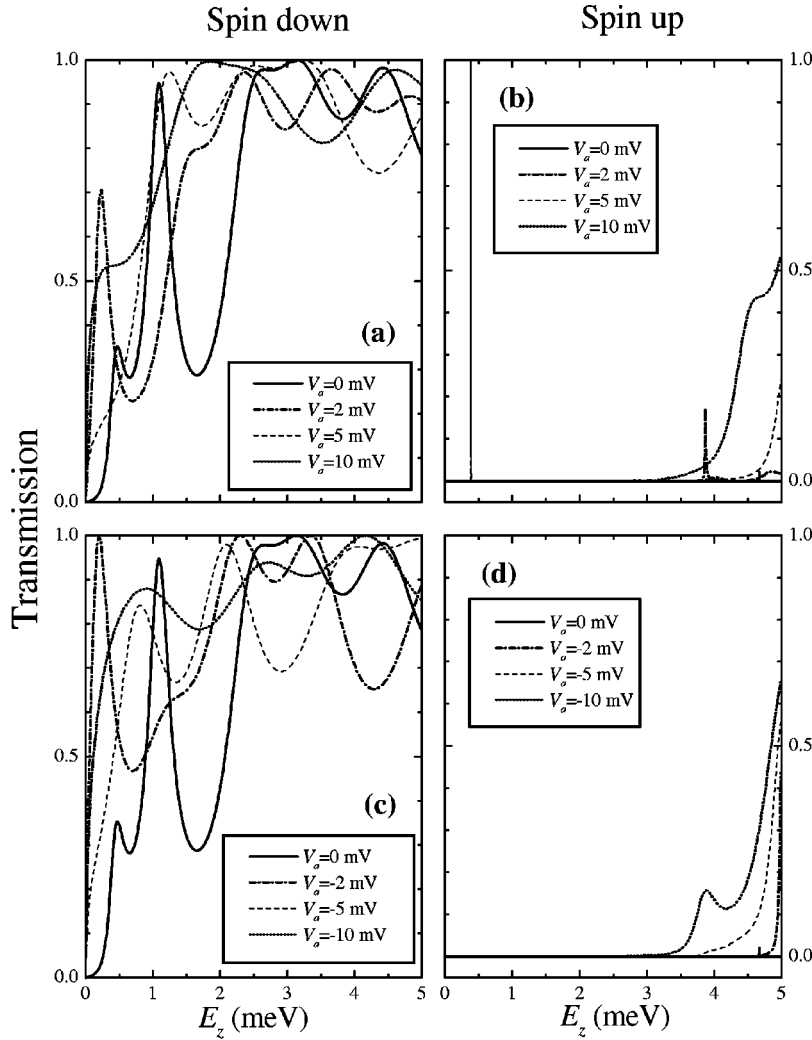 Spin down
Spin up
Transmission
1.0
0.5
0.0
(a)
V_a=0 mV
V_a=2 mV
V_a=5 mV
V_a=10 mV
(b)
V_a=0 mV
V_a=2 mV
V_a=5 mV
V_a=10 mV
1.0
0.5
0.0
1.0
0.5
0.0
(c)
V_a=0 mV
V_a=-2 mV
V_a=-5 mV
V_a=-10 mV
0 1 2 3 4 5
E_z (meV)
(d)
V_a=0 mV
V_a=-2 mV
V_a=-5 mV
V_a=-10 mV
1.0
0.5
0.0
0 1 2 3 4 5
E_z (meV)